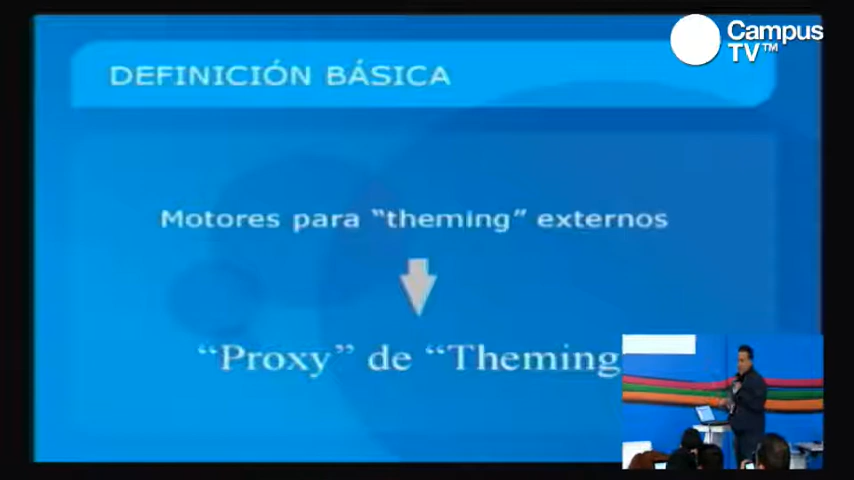 Campus
TV™
DEFINICIÓN BÁSICA
Motores para “theming” externos
“Proxy” de “Theming